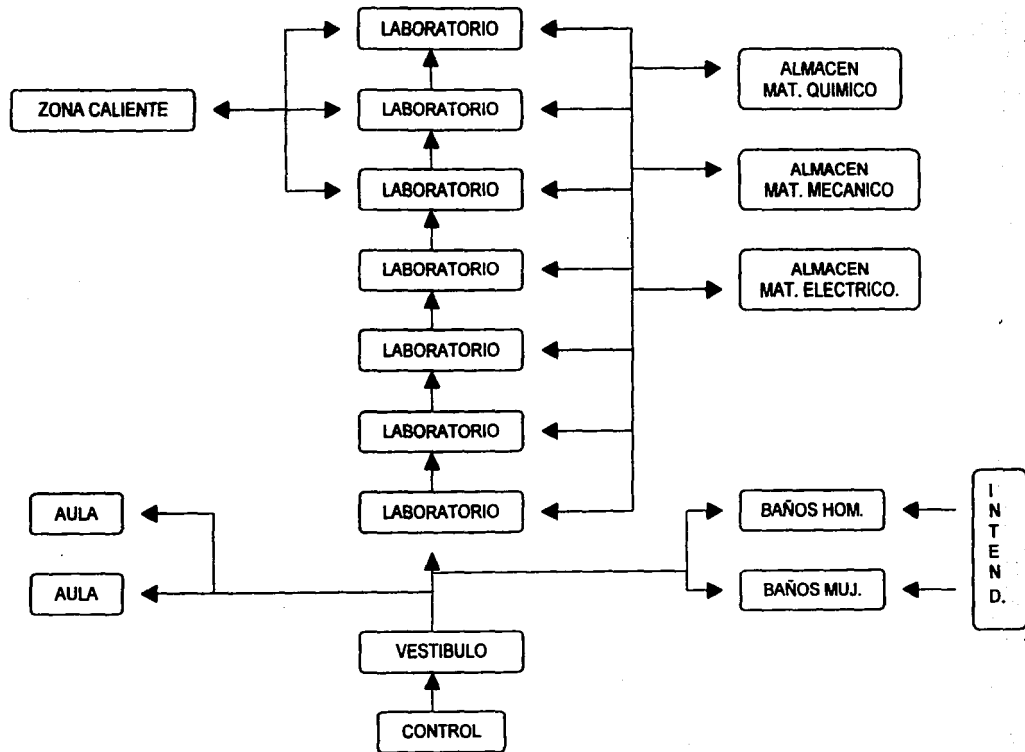 LABORATORIO
ALMACEN
MAT. QUIMICO
ZONA CALIENTE
LABORATORIO
LABORATORIO
ALMACEN
MAT. MECANICO
LABORATORIO
ALMACEN
MAT. ELECTRICO.
LABORATORIO
LABORATORIO
AULA
LABORATORIO
BAÑOS HOM.
INTEND.
AULA
BAÑOS MUJ.
VESTIBULO
CONTROL